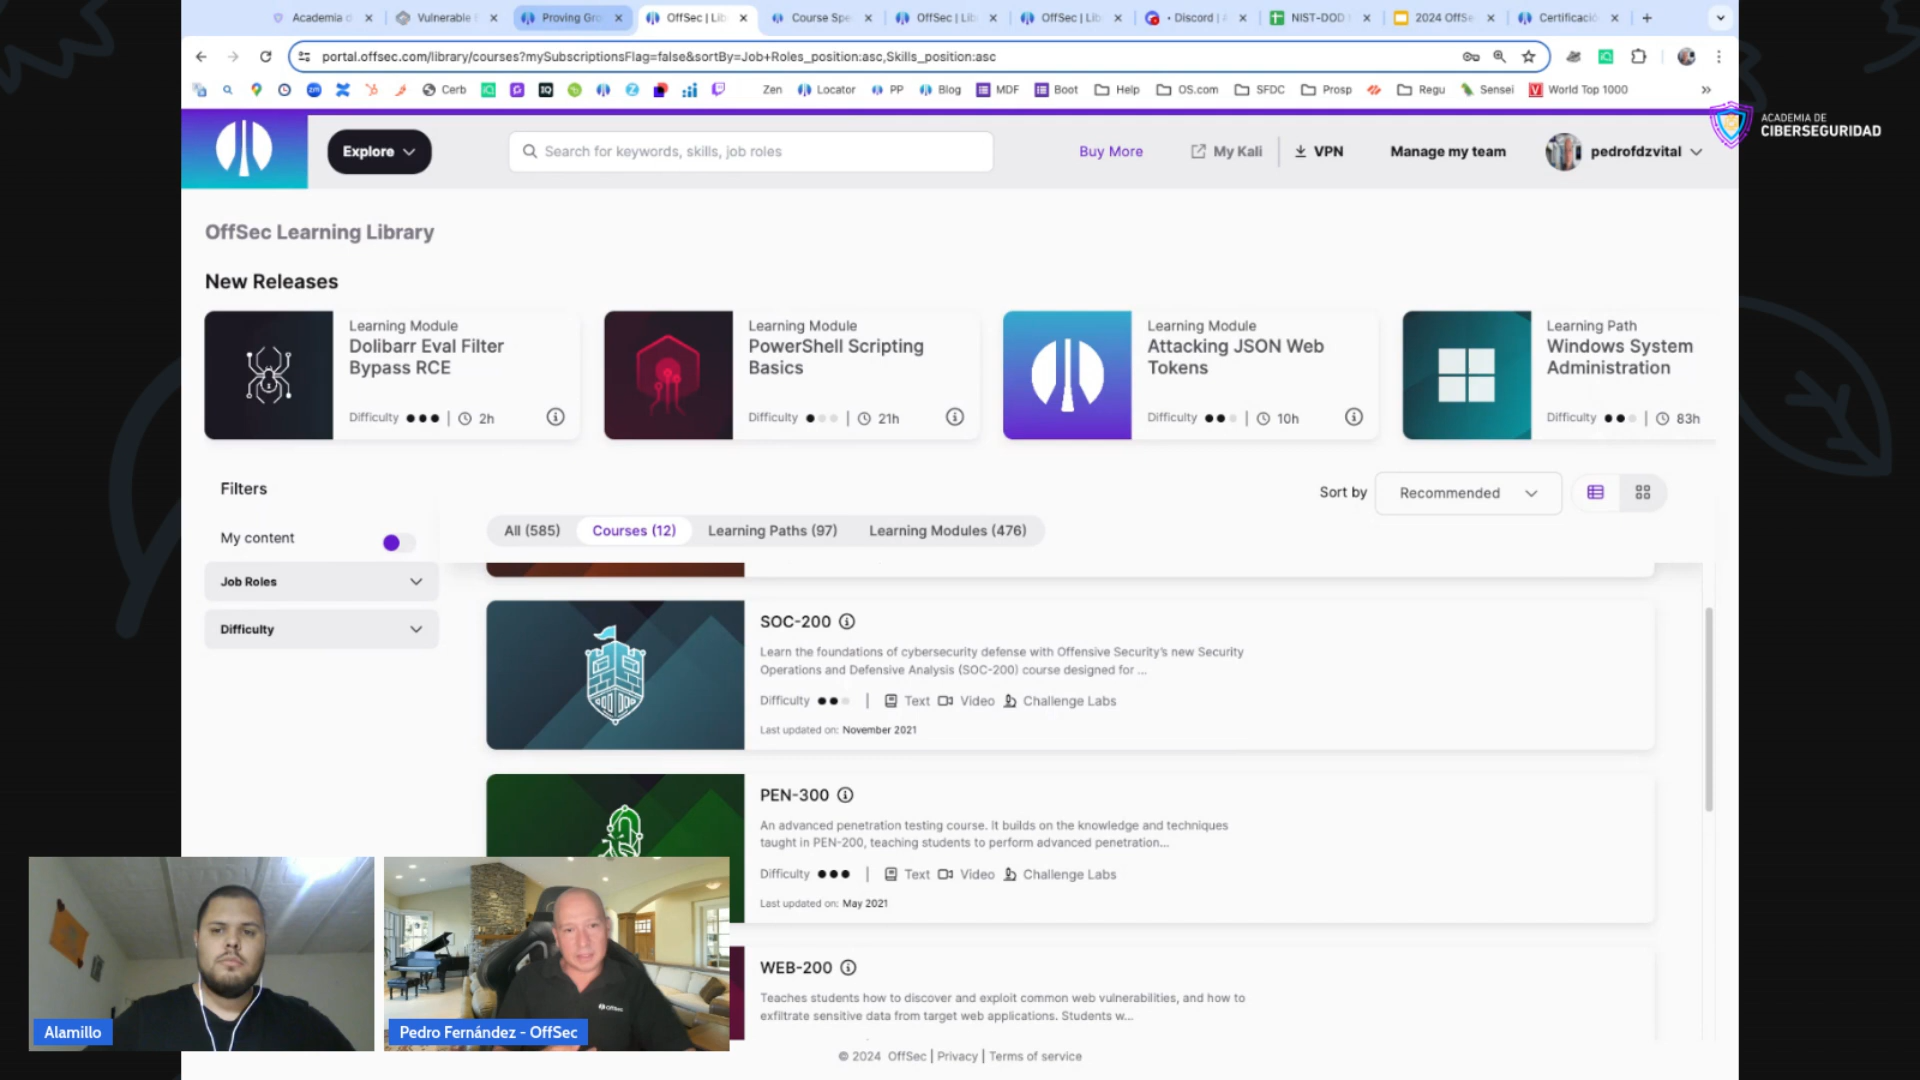 Academia d
Vulnerable
Proving Gro
OffSec | Lib
Course Spe
OffSec | Lib
OffSec | Lib
• Discord |
NIST-DOD
2024 OffSe
Certificació
portal.offsec.com/library/courses?mySubscriptionsFlag=false&sortBy=Job+Roles_position:asc,Skills_position:asc
Cerb
Zen
Locator
PP
Blog
MDF
Boot
Help
OS.com
SFDC
Prosp
Regu
Sensei
World Top 1000
ACADEMIA DE
CIBERSEGURIDAD
Explore
Search for keywords, skills, job roles
Buy More
My Kali
VPN
Manage my team
pedrofdzvital
OffSec Learning Library
New Releases
Learning Module
Dolibarr Eval Filter
Bypass RCE
Difficulty
2h
Learning Module
PowerShell Scripting
Basics
Difficulty
21h
Learning Module
Attacking JSON Web
Tokens
Difficulty
10h
Learning Path
Windows System
Administration
Difficulty
83h
Filters
Sort by
Recommended
My content
Job Roles
Difficulty
All (585)
Courses (12)
Learning Paths (97)
Learning Modules (476)
SOC-200
Learn the foundations of cybersecurity defense with Offensive Security's new Security
Operations and Defensive Analysis (SOC-200) course designed for ...
Difficulty
Text
Video
Challenge Labs
Last updated on: November 2021
PEN-300
An advanced penetration testing course. It builds on the knowledge and techniques
taught in PEN-200, teaching students to perform advanced penetration...
Difficulty
Text
Video
Challenge Labs
Last updated on: May 2021
WEB-200
Teaches students how to discover and exploit common web vulnerabilities, and how to
exfiltrate sensitive data from target web applications. Students w...
Alamillo
OffSec
Pedro Fernández - OffSec
© 2024 OffSec | Privacy | Terms of service